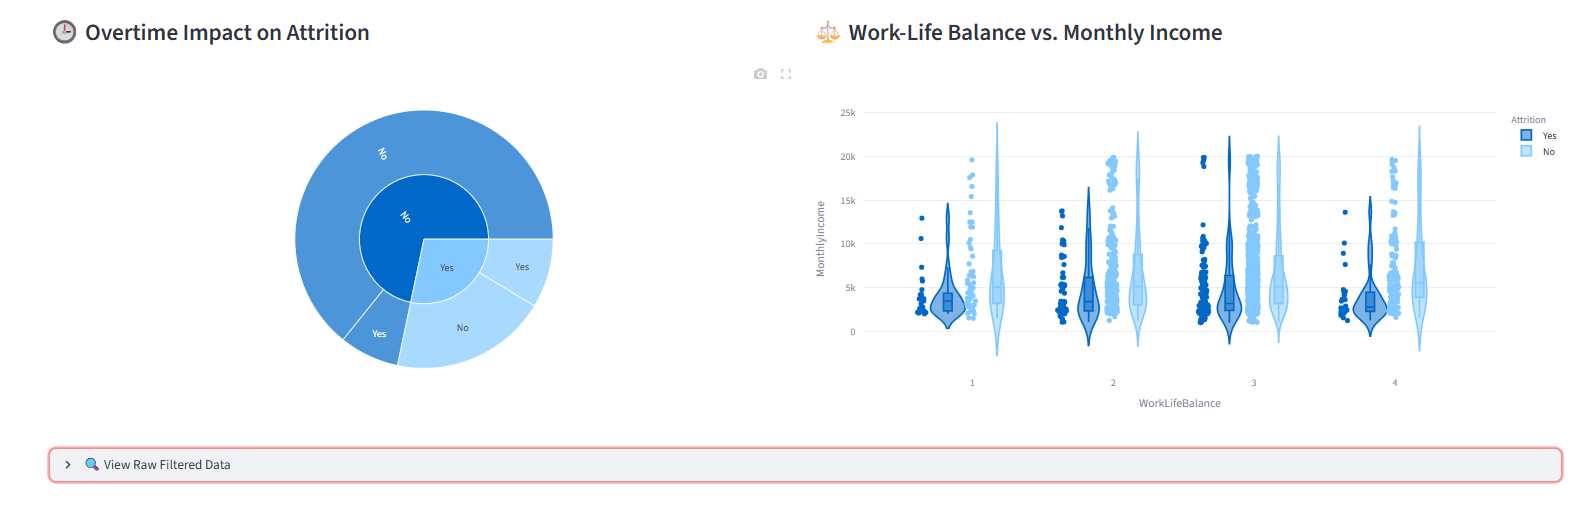 Overtime Impact on Attrition
No
No
Yes
Yes
Yes
No
Work-Life Balance vs. Monthly Income
MonthlyIncome
25k
20k
15k
10k
5k
0
1
2
3
4
WorkLifeBalance
Attrition
Yes
No
View Raw Filtered Data